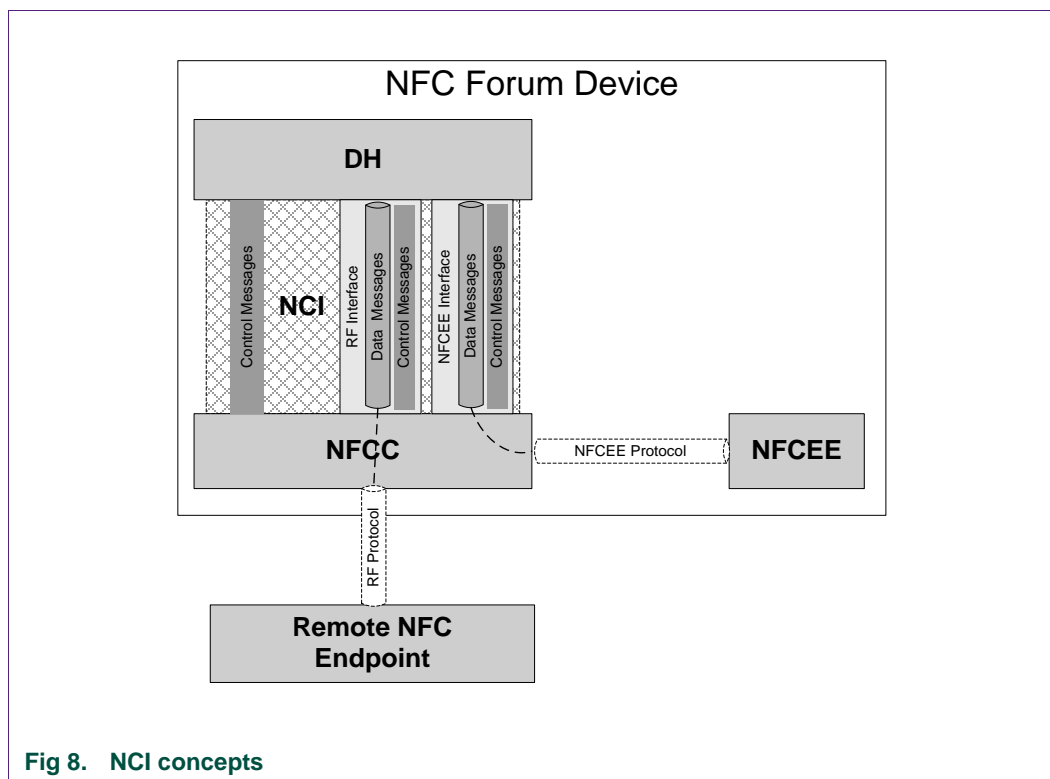 NFC Forum Device
DH
Control Messages
NCI
RF Interface
Data Messages
Control Messages
NFCEE Interface
Data Messages
Control Messages
NFCC
NFCEE Protocol
NFCEE
RF Protocol
Remote NFC
Endpoint
Fig 8. NCI concepts